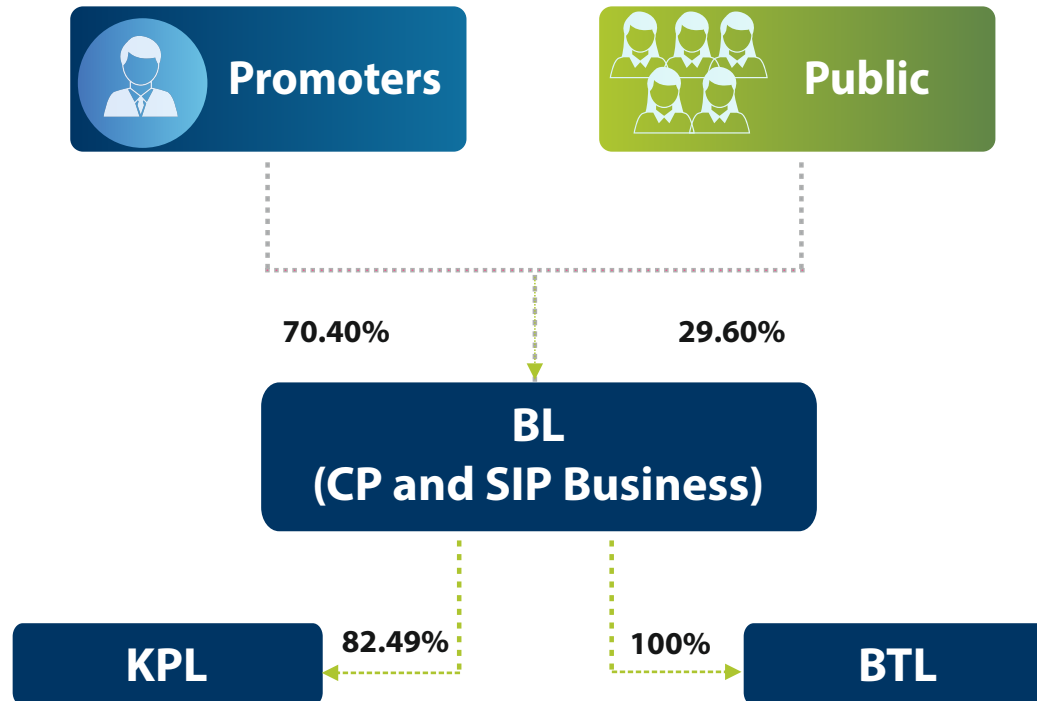 Promoters
Public
70.40%
29.60%
BL
(CP and SIP Business)
82.49%
100%
KPL
BTL